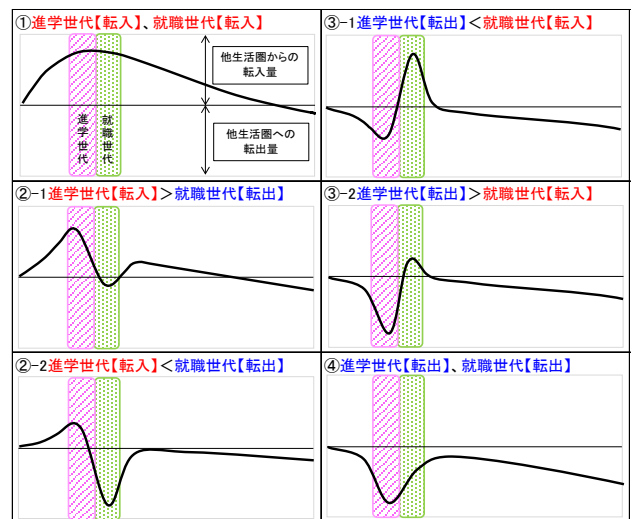 ①進学世代【転入】、就職世代【転入】
他生活圏からの
転入量
進学世代
就職世代
他生活圏への
転出量
②-1進学世代【転入】＞就職世代【転出】
②-2進学世代【転入】＜就職世代【転出】
③-1進学世代【転出】＜就職世代【転入】
③-2進学世代【転出】＞就職世代【転入】
④進学世代【転出】、就職世代【転出】